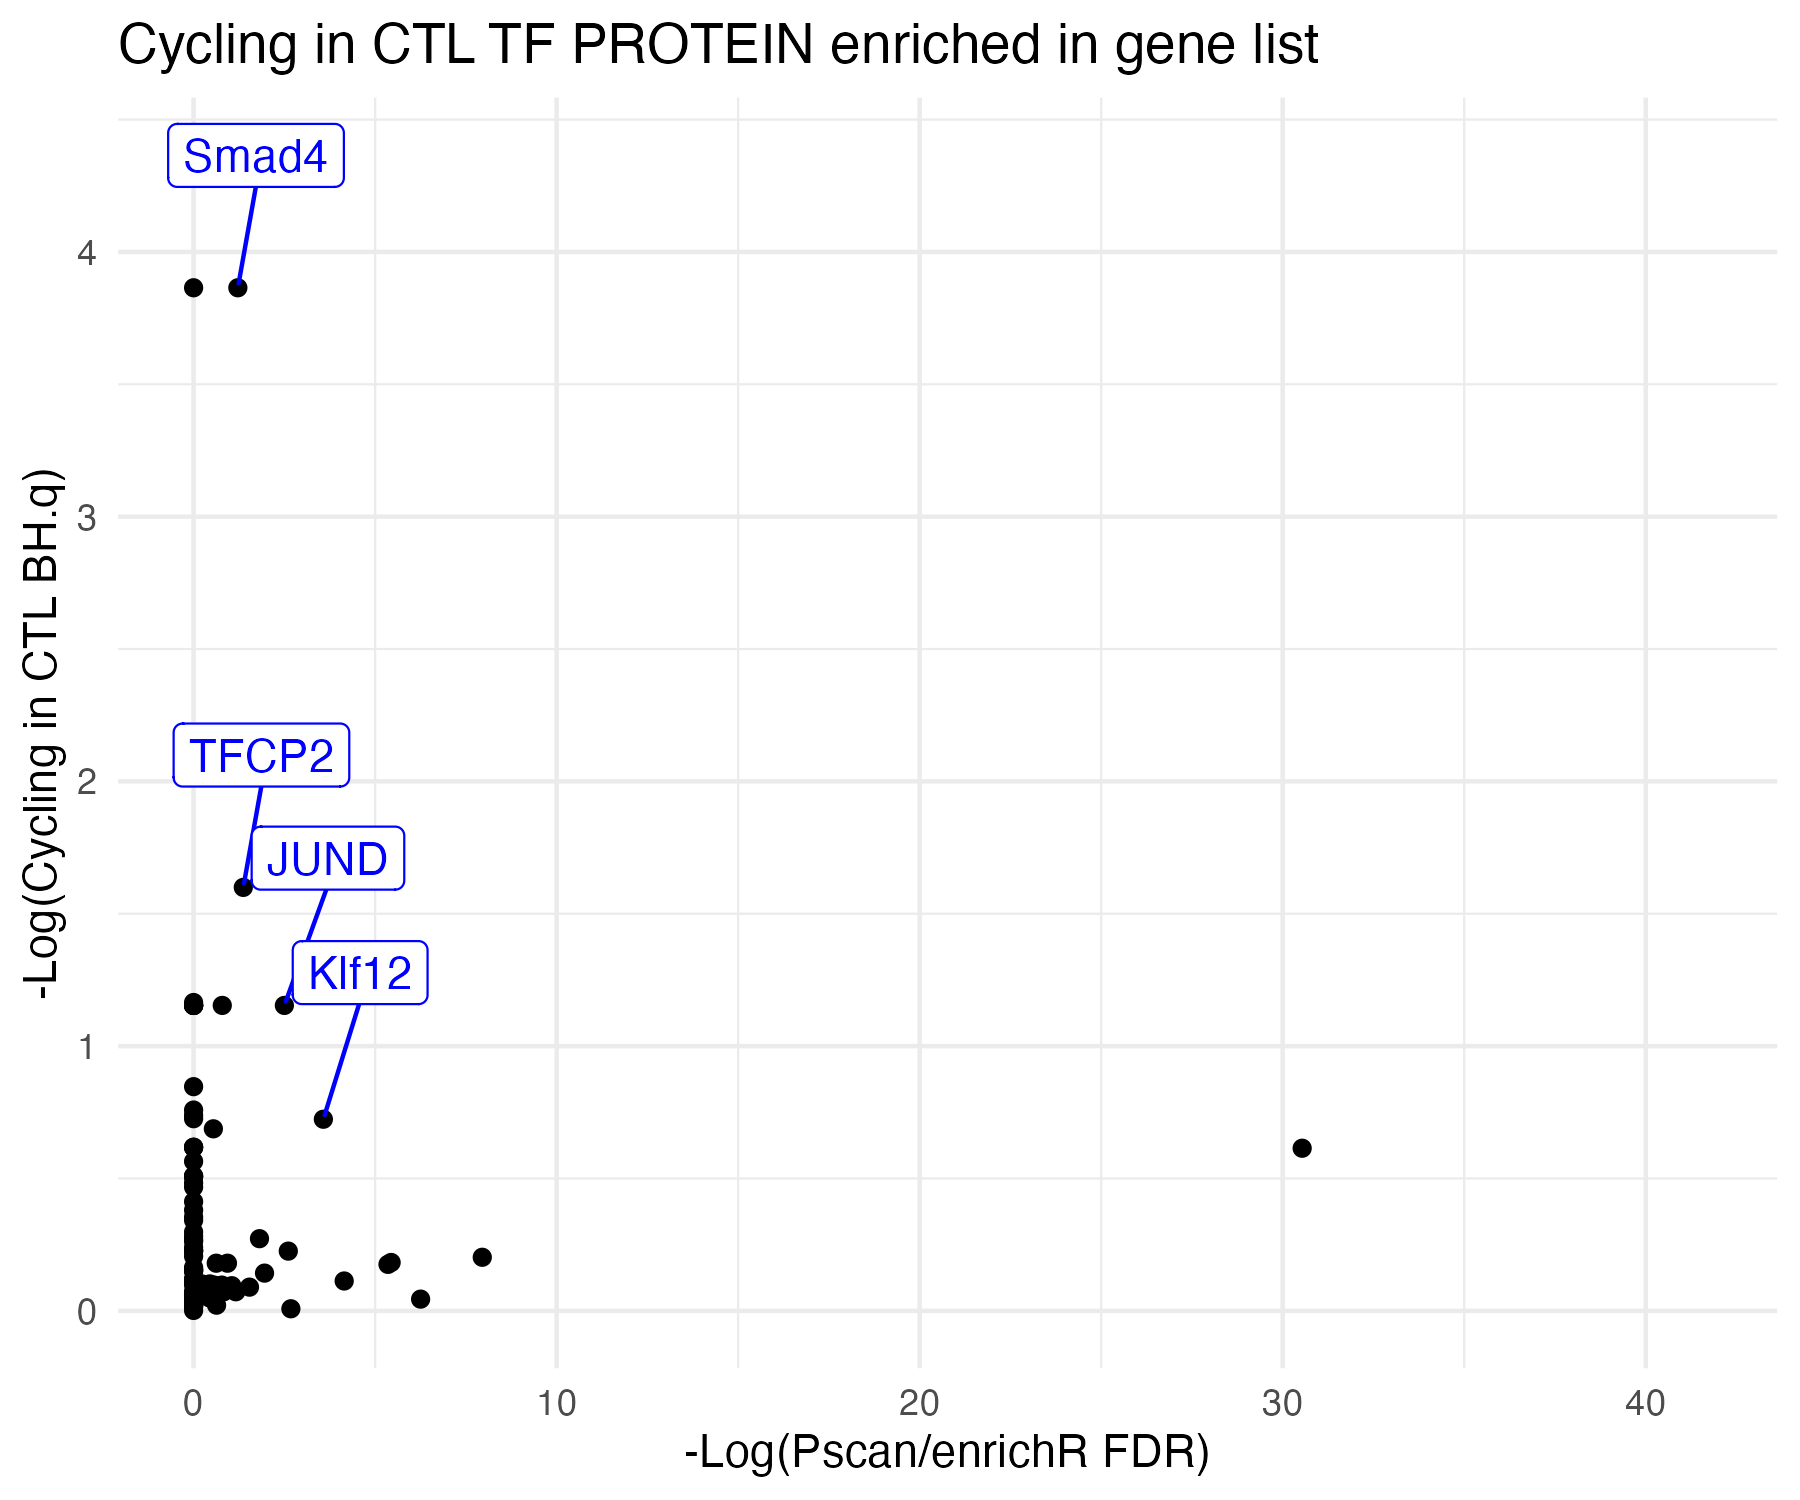 Cycling in CTL TF PROTEIN enriched in gene list
Smad4
4
3
TFCP2
2
JUND
Klf12
1
0
-Log(Cycling in CTL BH.q)
0 10 20 30 40
-Log(Pscan/enrichR FDR)